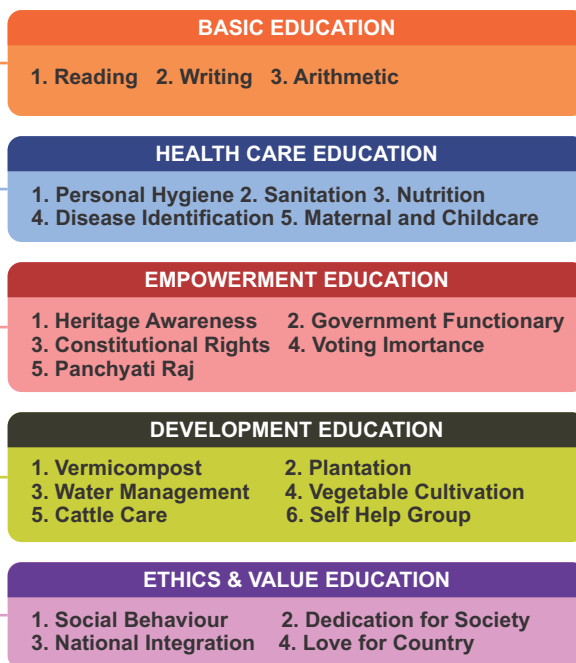 BASIC EDUCATION
1. Reading 2. Writing 3. Arithmetic
HEALTH CARE EDUCATION
1. Personal Hygiene 2. Sanitation 3. Nutrition
4. Disease Identification 5. Maternal and Childcare
EMPOWERMENT EDUCATION
1. Heritage Awareness 2. Government Functionary
3. Constitutional Rights 4. Voting Imortance
5. Panchyati Raj
DEVELOPMENT EDUCATION
1. Vermicompost 2. Plantation
3. Water Management 4. Vegetable Cultivation
5. Cattle Care 6. Self Help Group
ETHICS & VALUE EDUCATION
1. Social Behaviour 2. Dedication for Society
3. National Integration 4. Love for Country